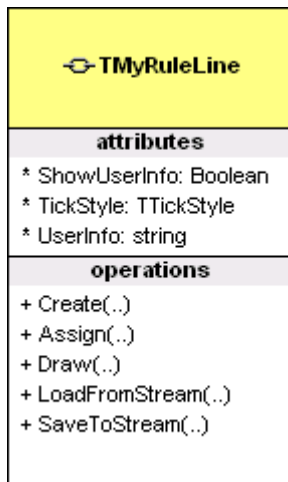 TMyRuleLine
attributes
* ShowUserInfo: Boolean
* TickStyle: TTickStyle
* UserInfo: string
operations
+ Create(..)
+ Assign(..)
+ Draw(..)
+ LoadFromStream(..)
+ SaveToStream(..)